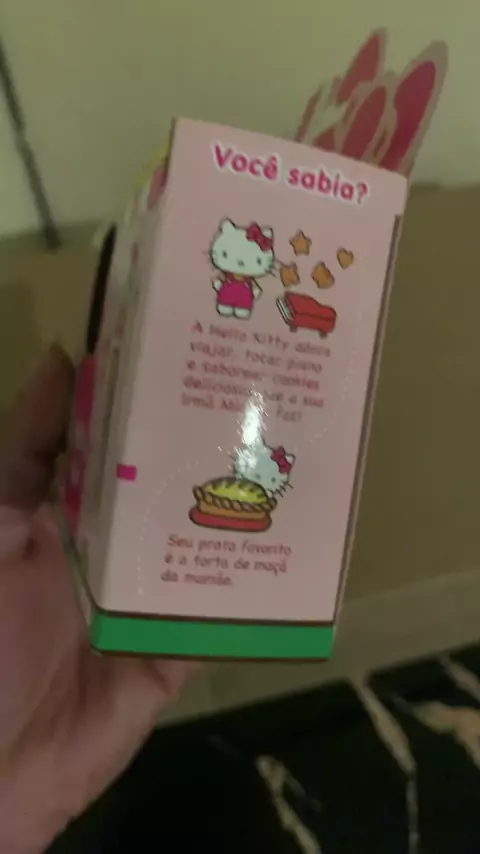 Você sabia?
A Hello Kitty adora
viajar, tocar piano
e saborear cookies
deliciosos que a sua
irmã faz!
Seu prato favorito
é a torta de maçã
da mamãe.